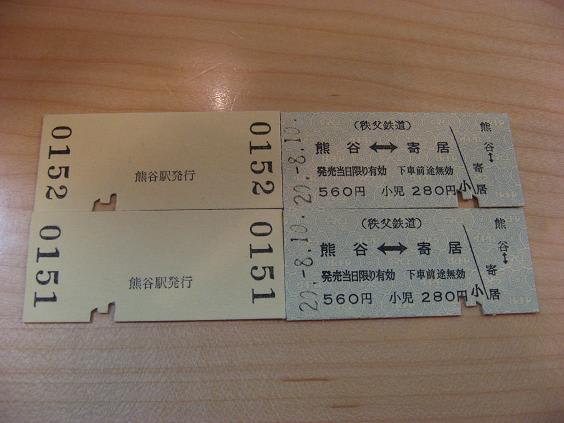 0152
熊谷駅発行
0152
20.-8.10.
(秩父鉄道)
熊谷↔寄居
発売当日限り有効 下車前途無効
560円 小児 280円
熊谷↔寄居
小
0151
熊谷駅発行
0151
20.-8.10.
(秩父鉄道)
熊谷↔寄居
発売当日限り有効 下車前途無効
560円 小児 280円
熊谷↔寄居
小